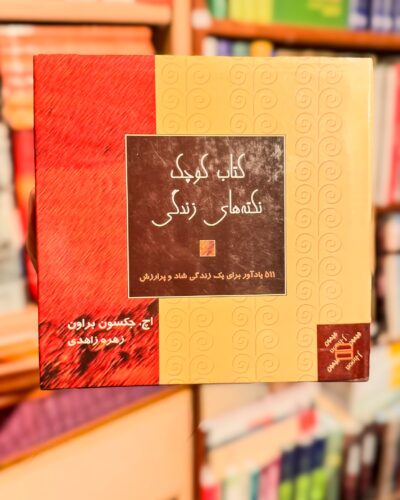 کتاب کوچک
نکته‌های زندگی
۵۱۱ یادآور برای یک زندگی شاد و پرارزش
اچ. جکسون براون
زهره زاهدی